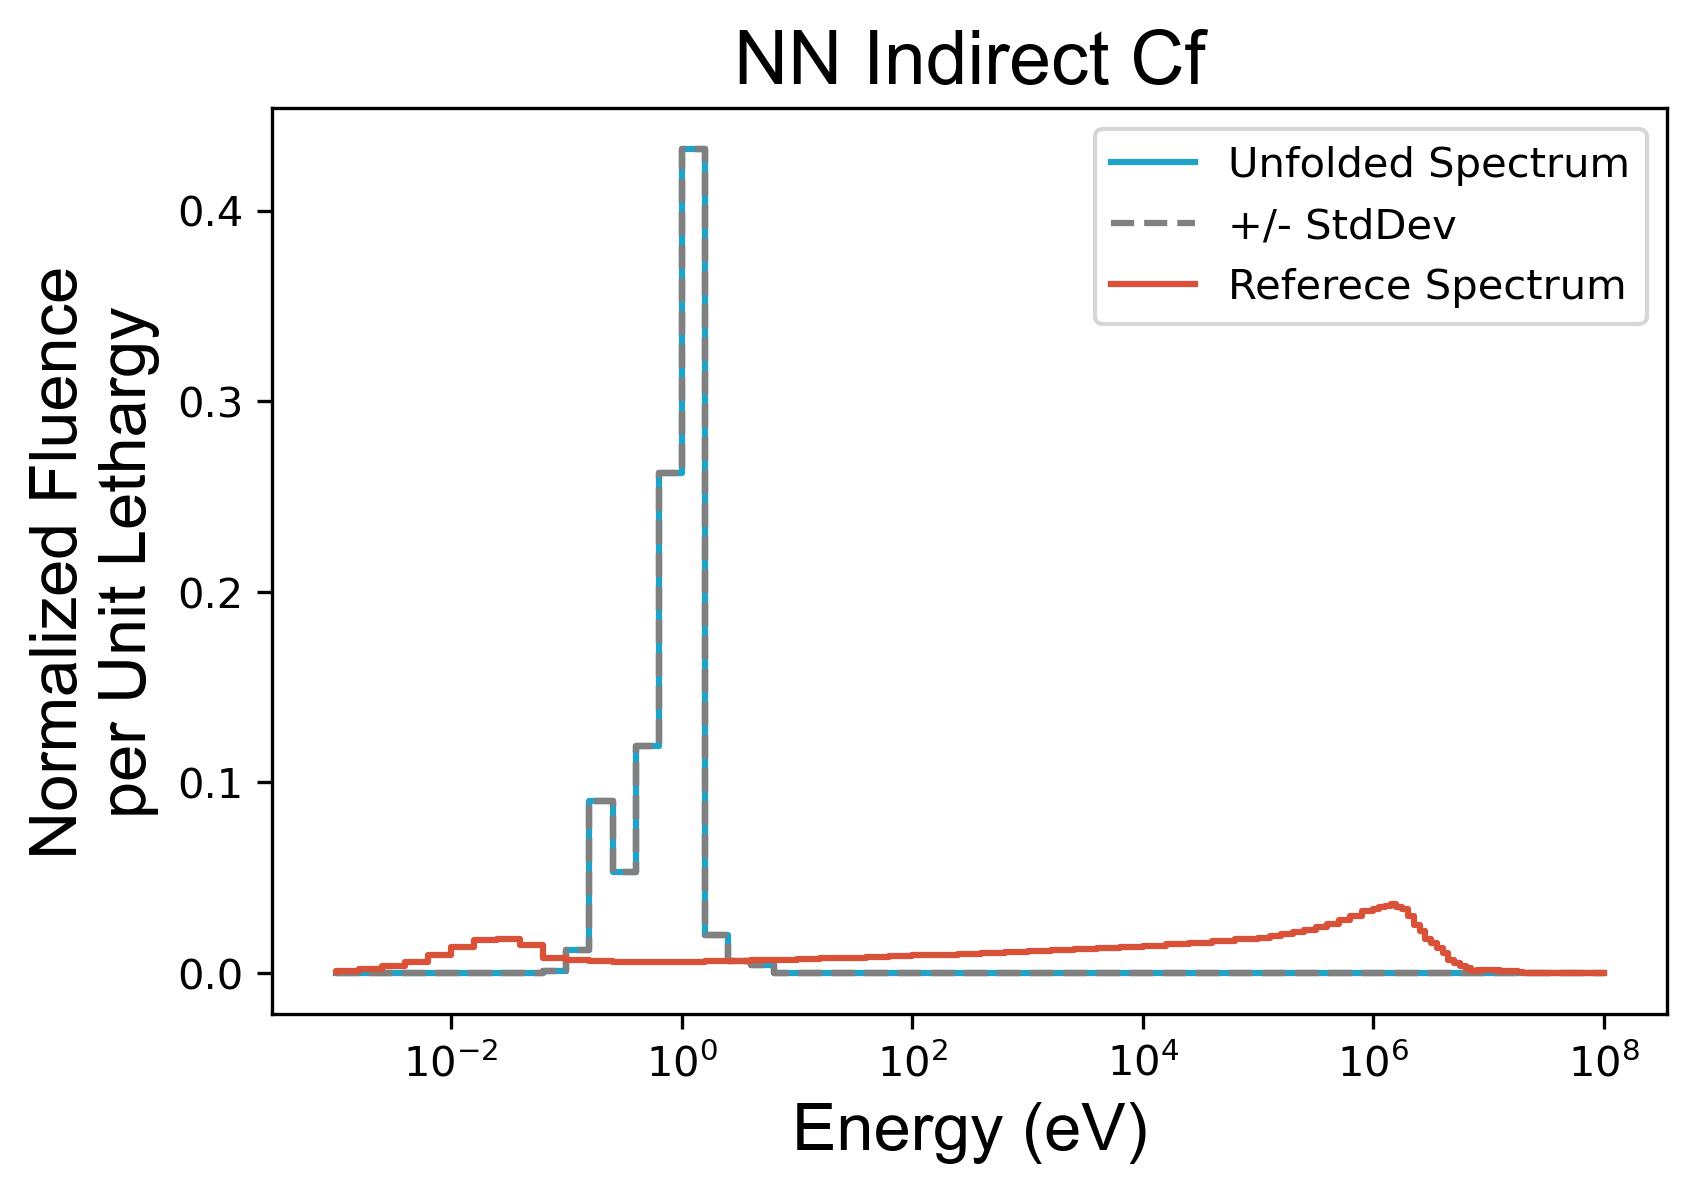 NN Indirect Cf
Normalized Fluence
per Unit Lethargy
0.4
0.3
0.2
0.1
0.0
Unfolded Spectrum
+/- StdDev
Referece Spectrum
10⁻² 10⁰ 10² 10⁴ 10⁶ 10⁸
Energy (eV)